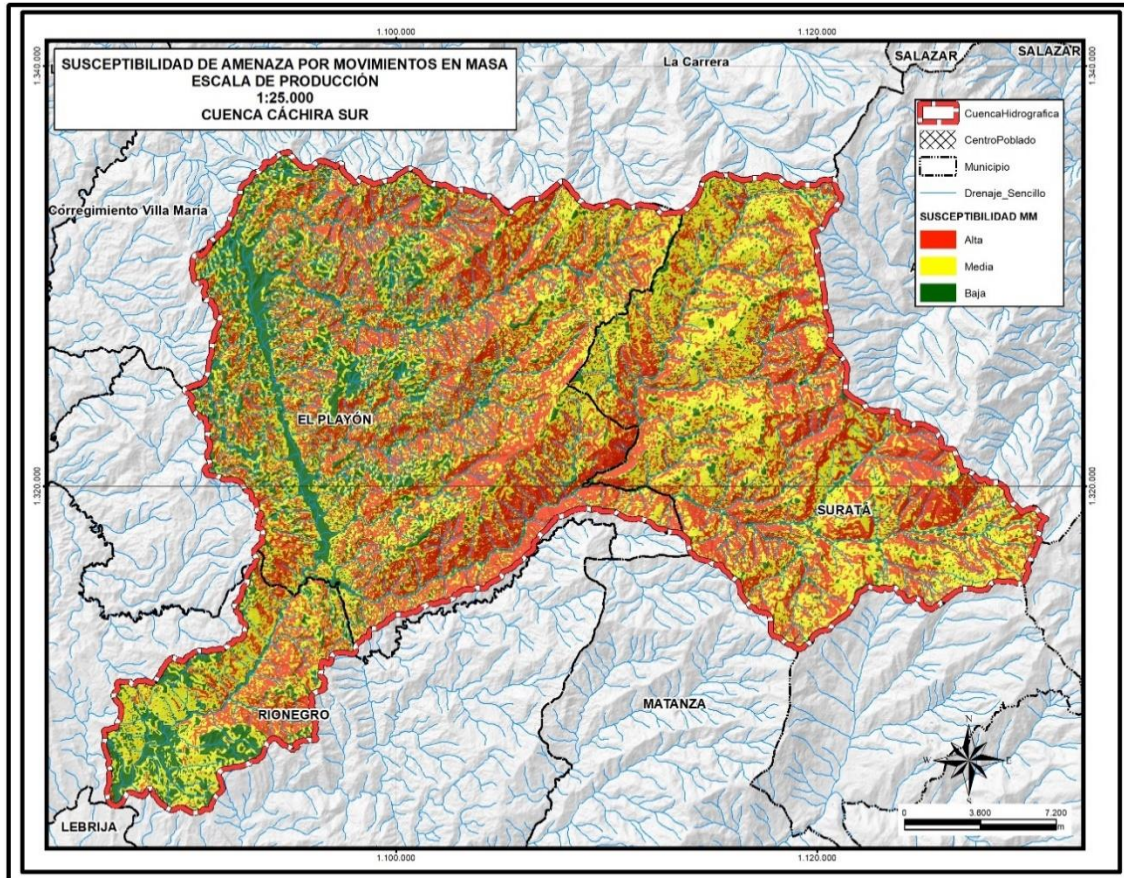 1.100.000
1.120.000
1.340.000
1.340.000
SUSCEPTIBILIDAD DE AMENAZA POR MOVIMIENTOS EN MASA
ESCALA DE PRODUCCIÓN
1:25.000
CUENCA CÁCHIRA SUR
La Carrera
SALAZAR
SALAZAR
CuencaHidrografica
CentroPoblado
Municipio
Drenaje_Sencillo
SUSCEPTIBILIDAD MM
Alta
Media
Baja
Corregimiento Villa María
EL PLAYÓN
1.320.000
1.320.000
SURATÁ
MATANZA
RIONEGRO
LEBRIJA
N
W
E
S
0
3.600
7.200
m
1.100.000
1.120.000